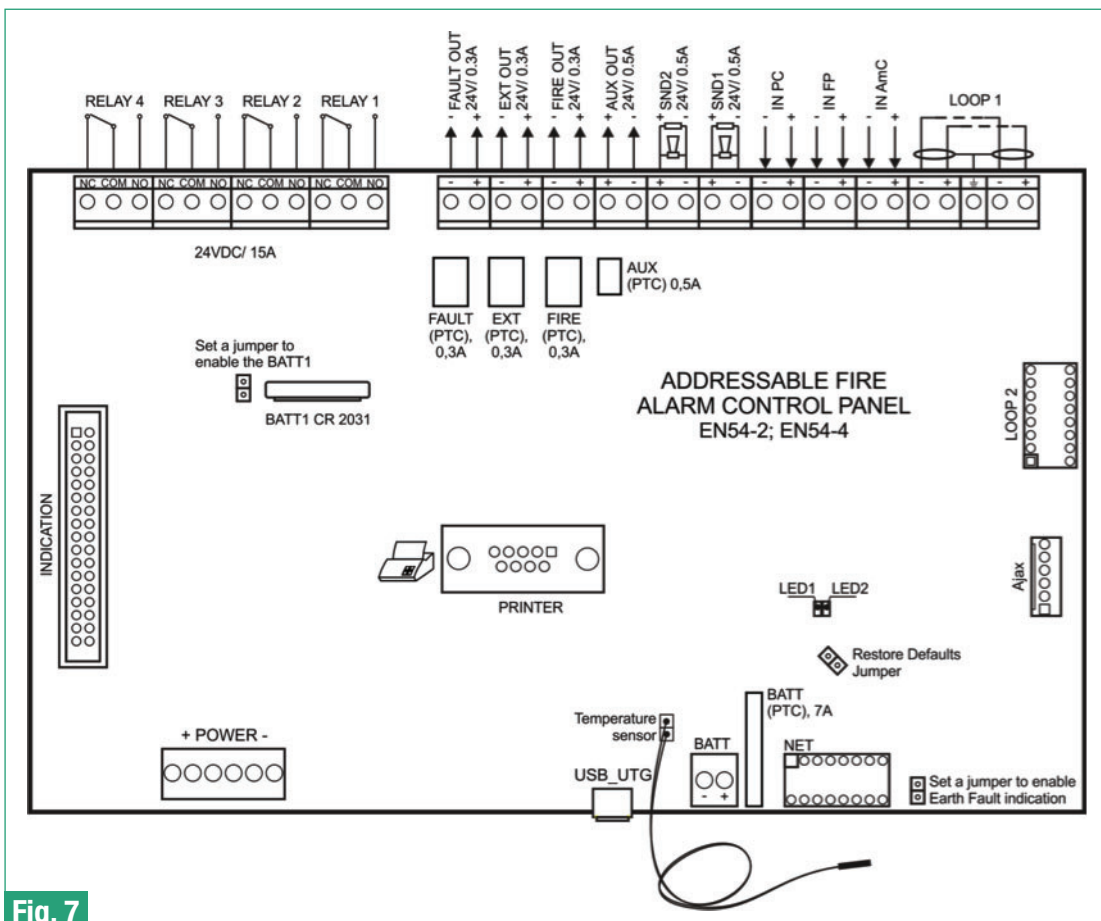 FAULT OUT
24V/ 0.3A
EXT OUT
24V/ 0.3A
FIRE OUT
24V/ 0.3A
AUX OUT
24V/ 0.5A
SND2
24V/ 0.5A
SND1
24V/ 0.5A
IN PC
IN FP
IN AmC
RELAY 4 RELAY 3 RELAY 2 RELAY 1
LOOP 1
- + - + - + + - + - + - - + - + - +
NC COM NO NC COM NO NC COM NO NC COM NO
- + - + - + + - + - + - - + - + - + - + - +
24VDC/ 15A
AUX
(PTC) 0,5A
FAULT
(PTC),
0,3A
EXT
(PTC),
0,3A
FIRE
(PTC),
0,3A
Set a jumper to
enable the BATT1
BATT1 CR 2031
ADDRESSABLE FIRE
ALARM CONTROL PANEL
EN54-2; EN54-4
LOOP 2
INDICATION
PRINTER
Ajax
LED1 LED2
Restore Defaults
Jumper
BATT
(PTC), 7A
Temperature
sensor
+ POWER -
BATT
- +
NET
USB_UTG
Set a jumper to enable
Earth Fault indication
Fig. 7